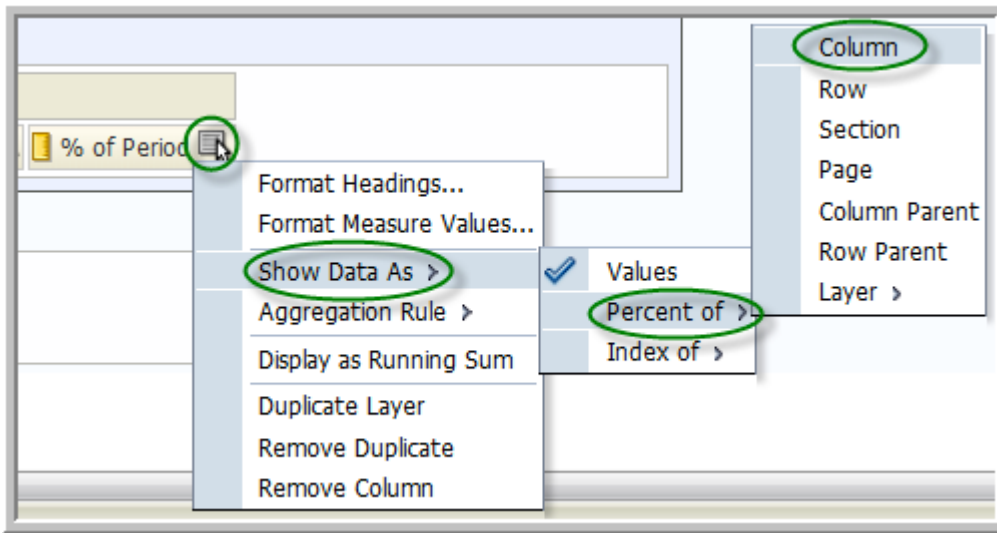 % of Period
Format Headings...
Format Measure Values...
Show Data As >
Aggregation Rule >
Display as Running Sum
Duplicate Layer
Remove Duplicate
Remove Column
Values
Percent of >
Index of >
Column
Row
Section
Page
Column Parent
Row Parent
Layer >